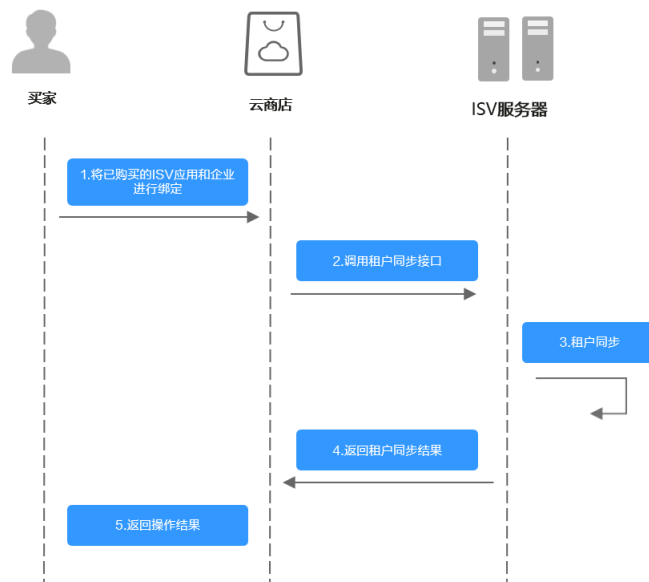 买家
云商店
ISV服务器
1.将已购买的ISV应用和企业
进行绑定
2.调用租户同步接口
3.租户同步
4.返回租户同步结果
5.返回操作结果